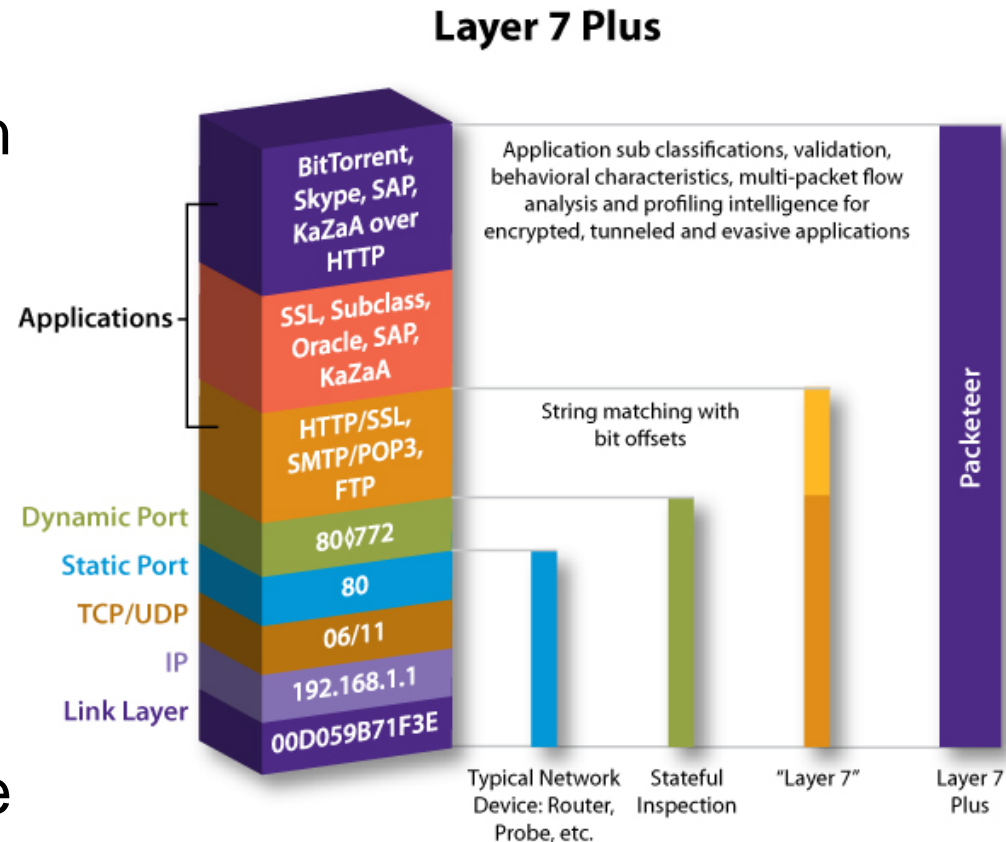 Layer 7 Plus
n
BitTorrent,
Skype, SAP,
KaZaA over
HTTP
Application sub classifications, validation,
behavioral characteristics, multi-packet flow
analysis and profiling intelligence for
encrypted, tunneled and evasive applications
Applications
SSL, Subclass,
Oracle, SAP,
KaZaA
HTTP/SSL,
SMTP/POP3,
FTP
String matching with
bit offsets
Packeteer
Dynamic Port
80◊772
Static Port
80
TCP/UDP
06/11
IP
192.168.1.1
Link Layer
00D059B71F3E
e
Typical Network
Device: Router,
Probe, etc.
Stateful
Inspection
“Layer 7”
Layer 7
Plus